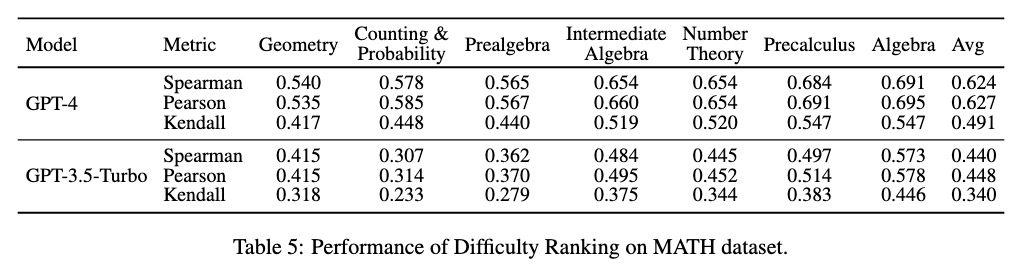 Model Metric Geometry Counting & Probability Prealgebra Intermediate Algebra Number Theory Precalculus Algebra Avg
GPT-4 Spearman 0.540 0.578 0.565 0.654 0.654 0.684 0.691 0.624
Pearson 0.535 0.585 0.567 0.660 0.654 0.691 0.695 0.627
Kendall 0.417 0.448 0.440 0.519 0.520 0.547 0.547 0.491
GPT-3.5-Turbo Spearman 0.415 0.307 0.362 0.484 0.445 0.497 0.573 0.440
Pearson 0.415 0.314 0.370 0.495 0.452 0.514 0.578 0.448
Kendall 0.318 0.233 0.279 0.375 0.344 0.383 0.446 0.340
Table 5: Performance of Difficulty Ranking on MATH dataset.